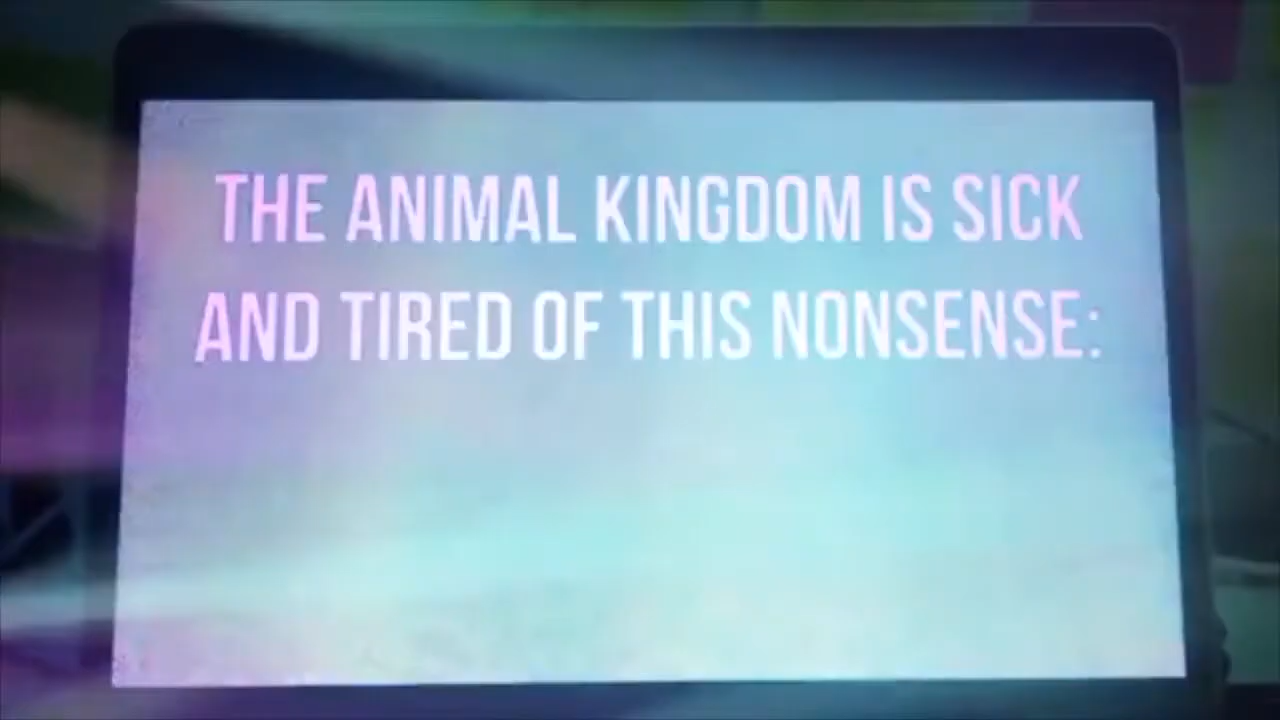 THE ANIMAL KINGDOM IS SICK
AND TIRED OF THIS NONSENSE: